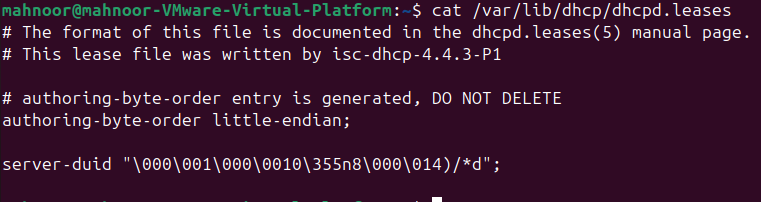 mahnoor@mahnoor-VMware-Virtual-Platform:~$ cat /var/lib/dhcp/dhcpd.leases
# The format of this file is documented in the dhcpd.leases(5) manual page.
# This lease file was written by isc-dhcp-4.4.3-P1
# authoring-byte-order entry is generated, DO NOT DELETE
authoring-byte-order little-endian;
server-duid "\000\001\000\0010\355n8\000\014)/*d";